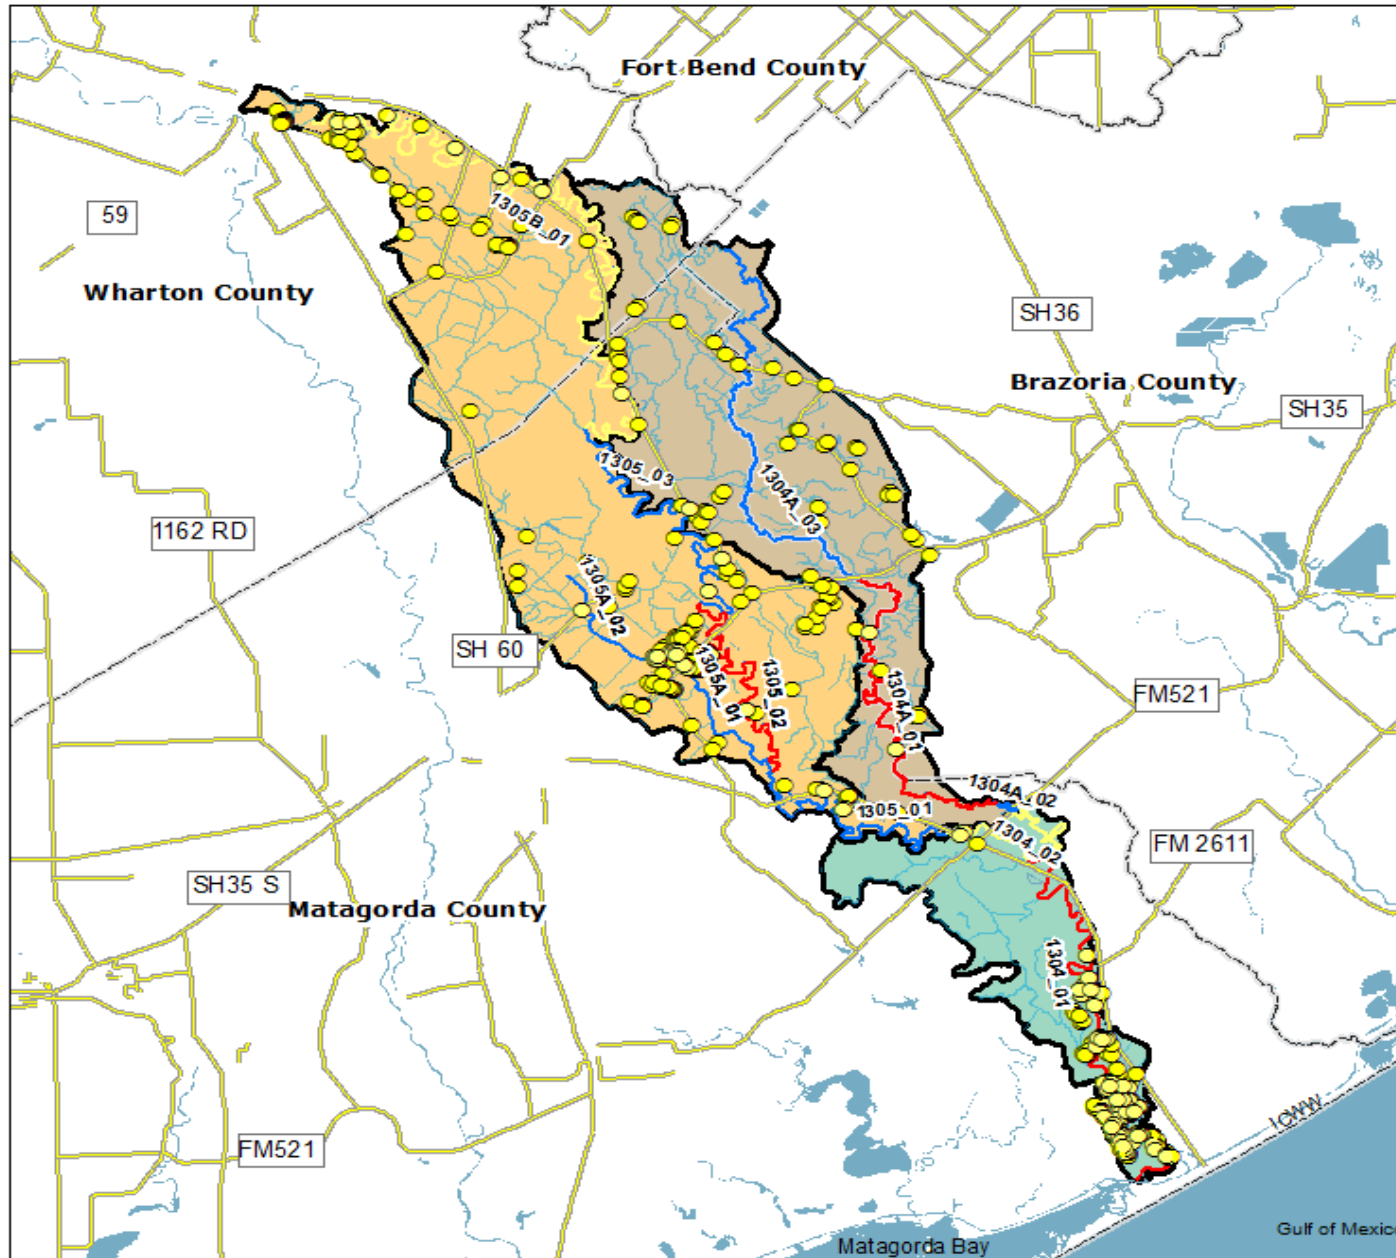 Fort Bend County
59
1305B_01
Wharton County
SH36
Brazoria County
SH35
1305_03
1304A_03
1162 RD
1305A_02
SH 60
1305A_01
1305_02
1304A_01
FM521
1304A_02
1305_01
1304_02
FM 2611
SH35 S
Matagorda County
1304_01
ICWW
FM521
Gulf of Mexic
Matagorda Bay